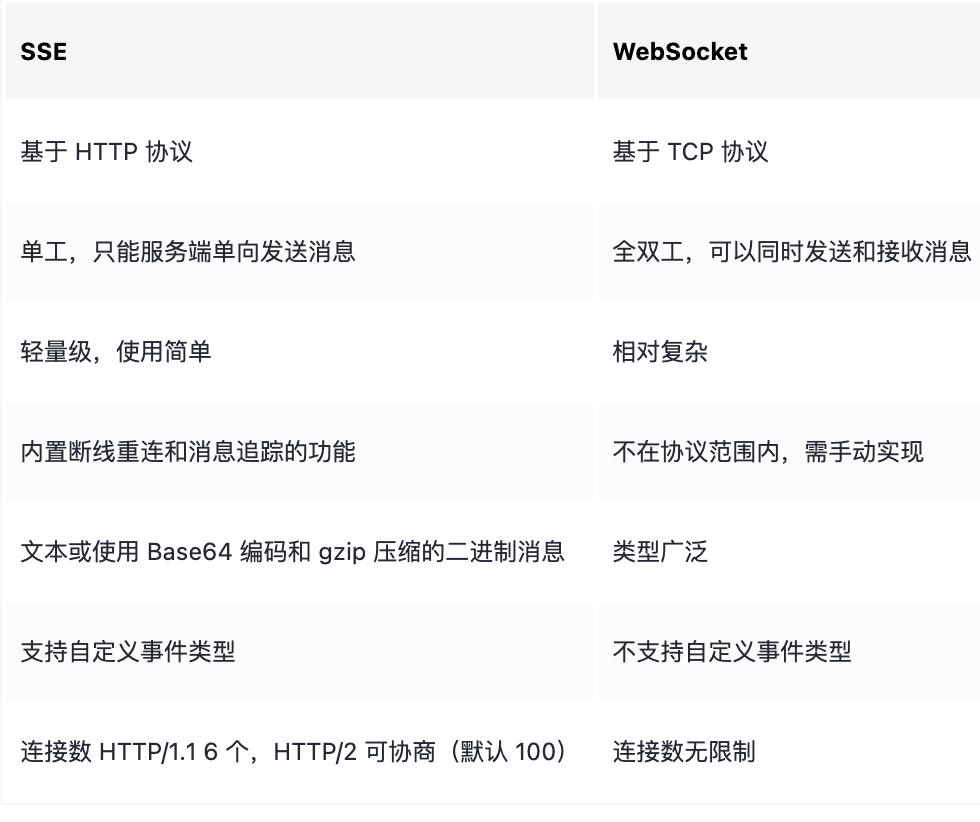 SSE
WebSocket
基于 HTTP 协议
基于 TCP 协议
单工，只能服务端单向发送消息
全双工，可以同时发送和接收消息
轻量级，使用简单
相对复杂
内置断线重连和消息追踪的功能
不在协议范围内，需手动实现
文本或使用 Base64 编码和 gzip 压缩的二进制消息
类型广泛
支持自定义事件类型
不支持自定义事件类型
连接数 HTTP/1.1 6 个，HTTP/2 可协商（默认 100）
连接数无限制